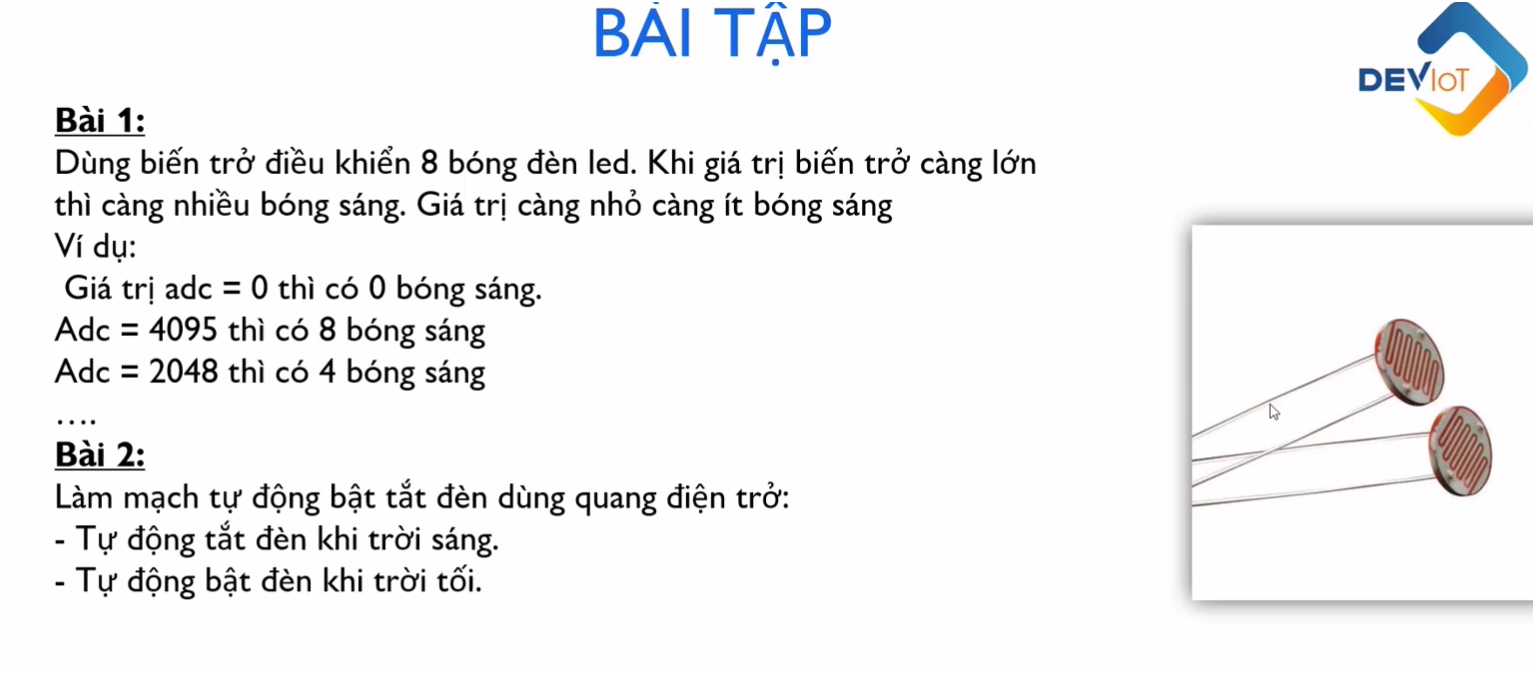 BÀI TẬP
DEVIoT
Bài 1:
Dùng biến trở điều khiển 8 bóng đèn led. Khi giá trị biến trở càng lớn
thì càng nhiều bóng sáng. Giá trị càng nhỏ càng ít bóng sáng
Ví dụ:
Giá trị adc = 0 thì có 0 bóng sáng.
Adc = 4095 thì có 8 bóng sáng
Adc = 2048 thì có 4 bóng sáng
....
Bài 2:
Làm mạch tự động bật tắt đèn dùng quang điện trở:
- Tự động tắt đèn khi trời sáng.
- Tự động bật đèn khi trời tối.